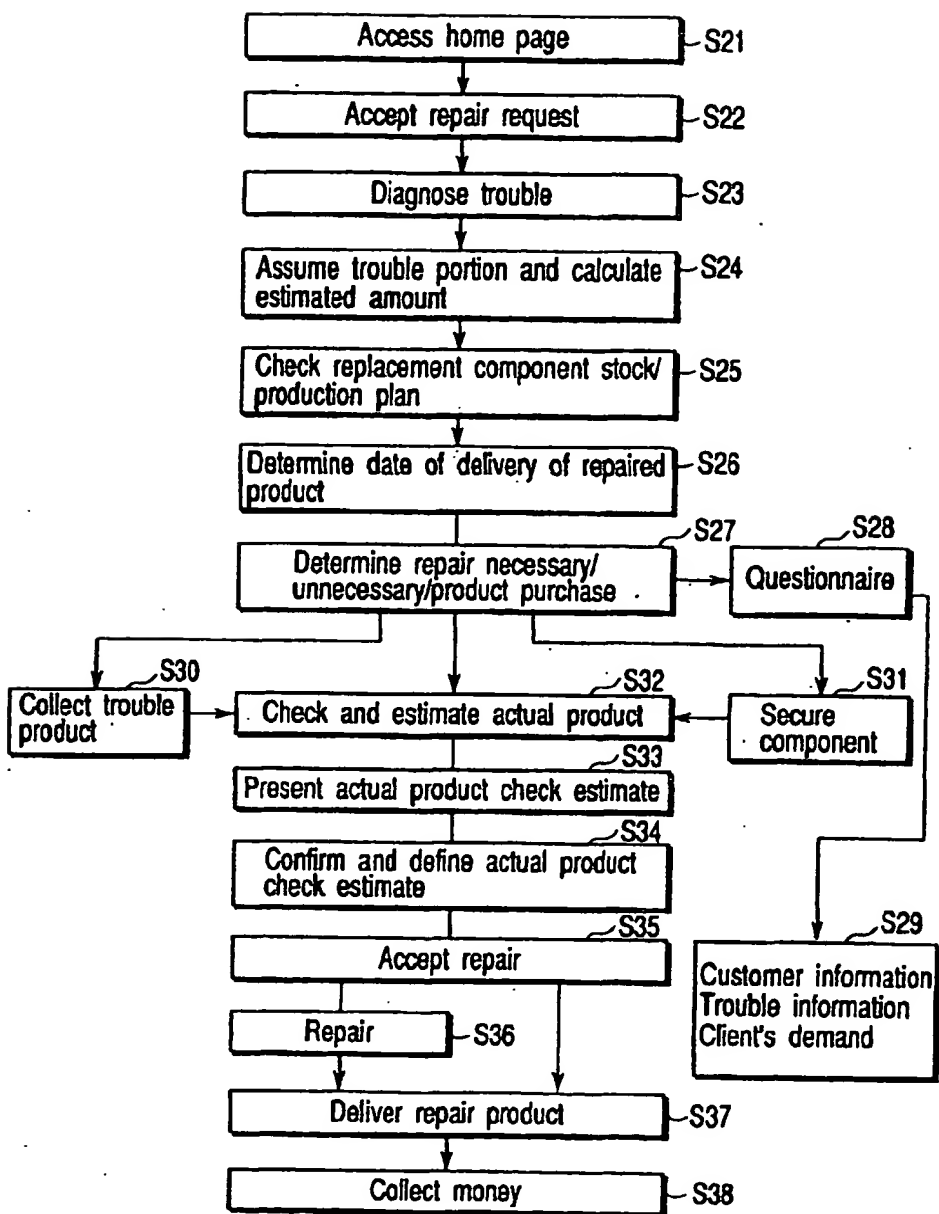 Access home page
S21
Accept repair request
S22
Diagnose trouble
S23
Assume trouble portion and calculate
estimated amount
S24
Check replacement component stock/
production plan
S25
Determine date of delivery of repaired
product
S26
S27
Determine repair necessary/
unnecessary/product purchase
S28
Questionnaire
S30
Collect trouble
product
S32
Check and estimate actual product
S31
Secure
component
S33
Present actual product check estimate
S34
Confirm and define actual product
check estimate
S35
Accept repair
S29
Customer information
Trouble information
Client's demand
Repair
S36
Deliver repair product
S37
Collect money
S38